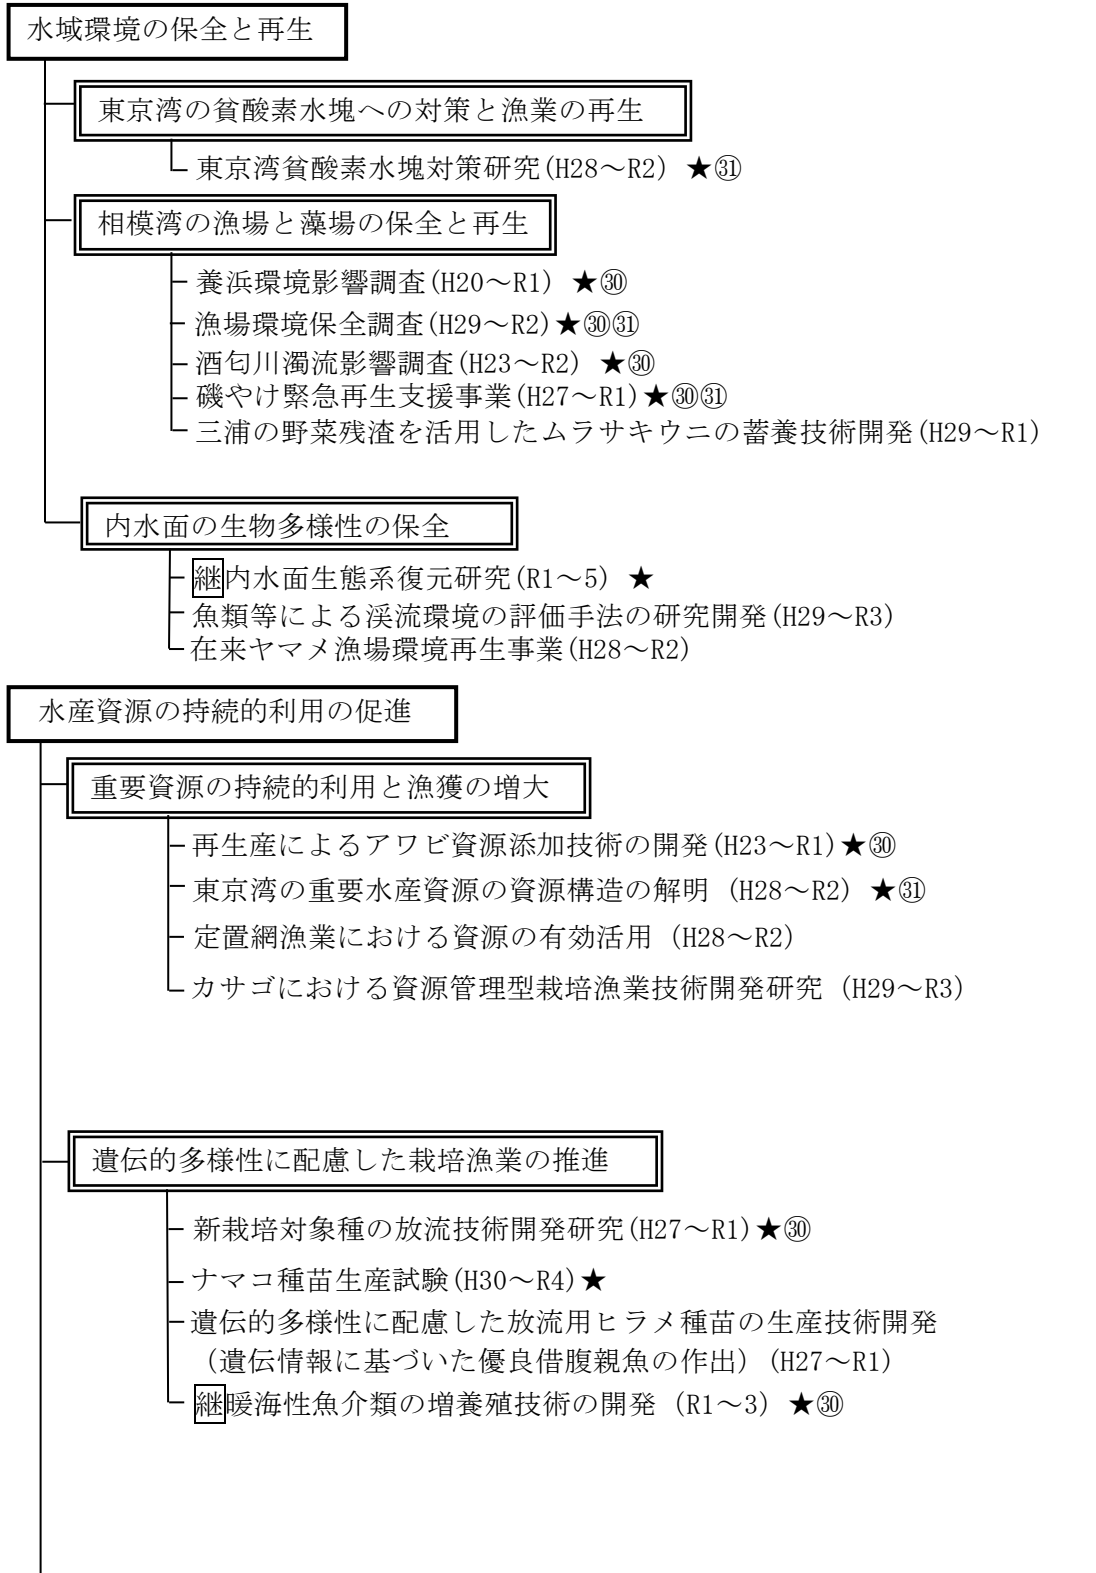 水域環境の保全と再生
東京湾の貧酸素水塊への対策と漁業の再生
東京湾貧酸素水塊対策研究(H28～R2) ★㉛
相模湾の漁場と藻場の保全と再生
養浜環境影響調査(H20～R1) ★㉚
漁場環境保全調査(H29～R2)★㉚㉛
酒匂川濁流影響調査(H23～R2) ★㉚
磯やけ緊急再生支援事業(H27～R1)★㉚㉛
三浦の野菜残渣を活用したムラサキウニの蓄養技術開発(H29～R1)
内水面の生物多様性の保全
継内水面生態系復元研究(R1～5) ★
魚類等による渓流環境の評価手法の研究開発(H29～R3)
在来ヤマメ漁場環境再生事業(H28～R2)
水産資源の持続的利用の促進
重要資源の持続的利用と漁獲の増大
再生産によるアワビ資源添加技術の開発(H23～R1)★㉚
東京湾の重要水産資源の資源構造の解明 (H28～R2) ★㉛
定置網漁業における資源の有効活用 (H28～R2)
カサゴにおける資源管理型栽培漁業技術開発研究 (H29～R3)
遺伝的多様性に配慮した栽培漁業の推進
新栽培対象種の放流技術開発研究(H27～R1)★㉚
ナマコ種苗生産試験(H30～R4)★
遺伝的多様性に配慮した放流用ヒラメ種苗の生産技術開発
（遺伝情報に基づいた優良借腹親魚の作出）(H27～R1)
継暖海性魚介類の増養殖技術の開発 (R1～3) ★㉚